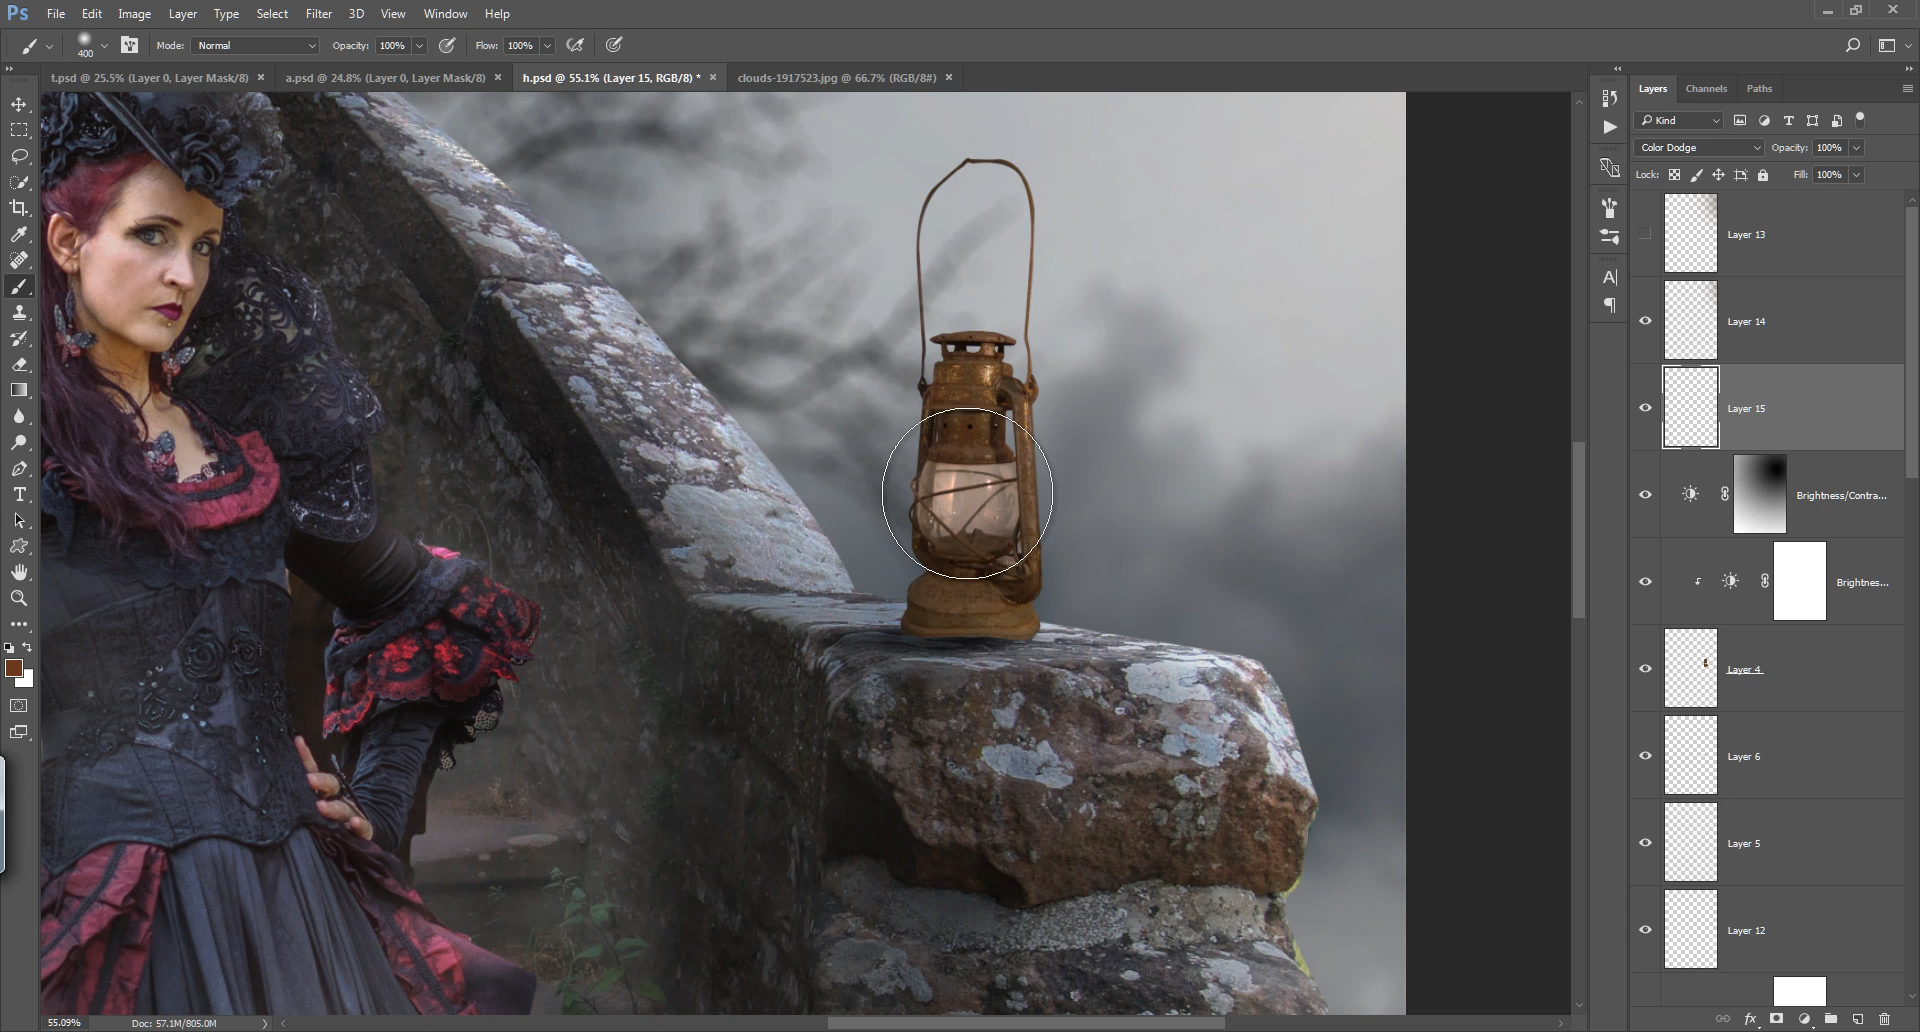 Ps File Edit Image Layer Type Select Filter 3D View Window Help
400 Mode: Normal Opacity: 100% Flow: 100%
t.psd @ 25.5% (Layer 0, Layer Mask/8) × a.psd @ 24.8% (Layer 0, Layer Mask/8) × h.psd @ 55.1% (Layer 15, RGB/8) * × clouds-1917523.jpg @ 66.7% (RGB/8#) ×
Layers Channels Paths
Kind
Color Dodge Opacity: 100%
Lock: Fill: 100%
Layer 13
Layer 14
Layer 15
Brightness/Contra...
Brightnes...
Layer 4
Layer 6
Layer 5
Layer 12
55.09% Doc: 57.1M/805.0M
fx